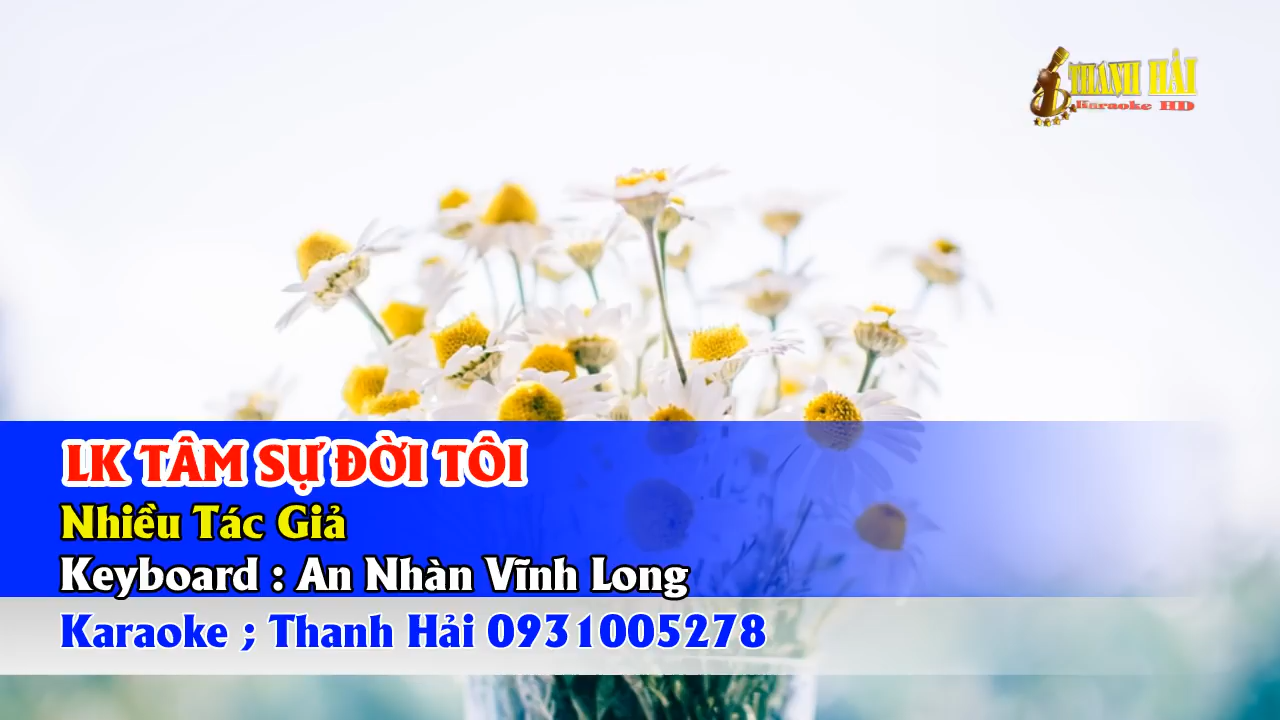 THANH HẢI
Karaoke HD
LK TÂM SỰ ĐỜI TÔI
Nhiều Tác Giả
Keyboard : An Nhàn Vĩnh Long
Karaoke ; Thanh Hải 0931005278